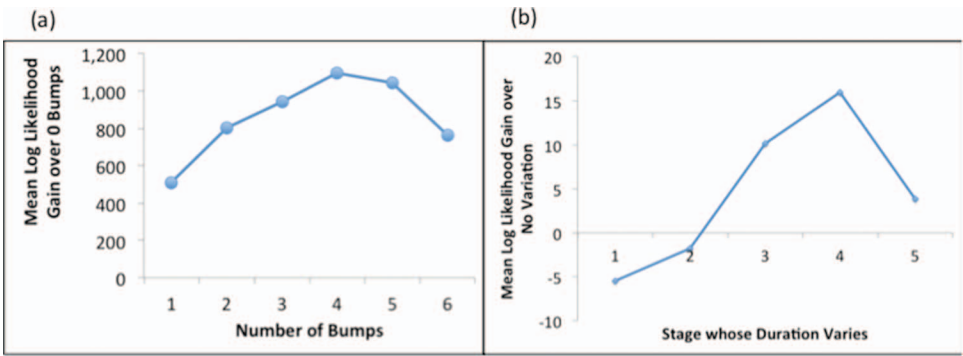 (a)
Mean Log Likelihood
Gain over 0 Bumps
1,200
1,000
800
600
400
200
0
1 2 3 4 5 6
Number of Bumps
(b)
Mean Log Likelihood Gain over
No Variation
20
15
10
5
0
-5
-10
1 2 3 4 5
Stage whose Duration Varies